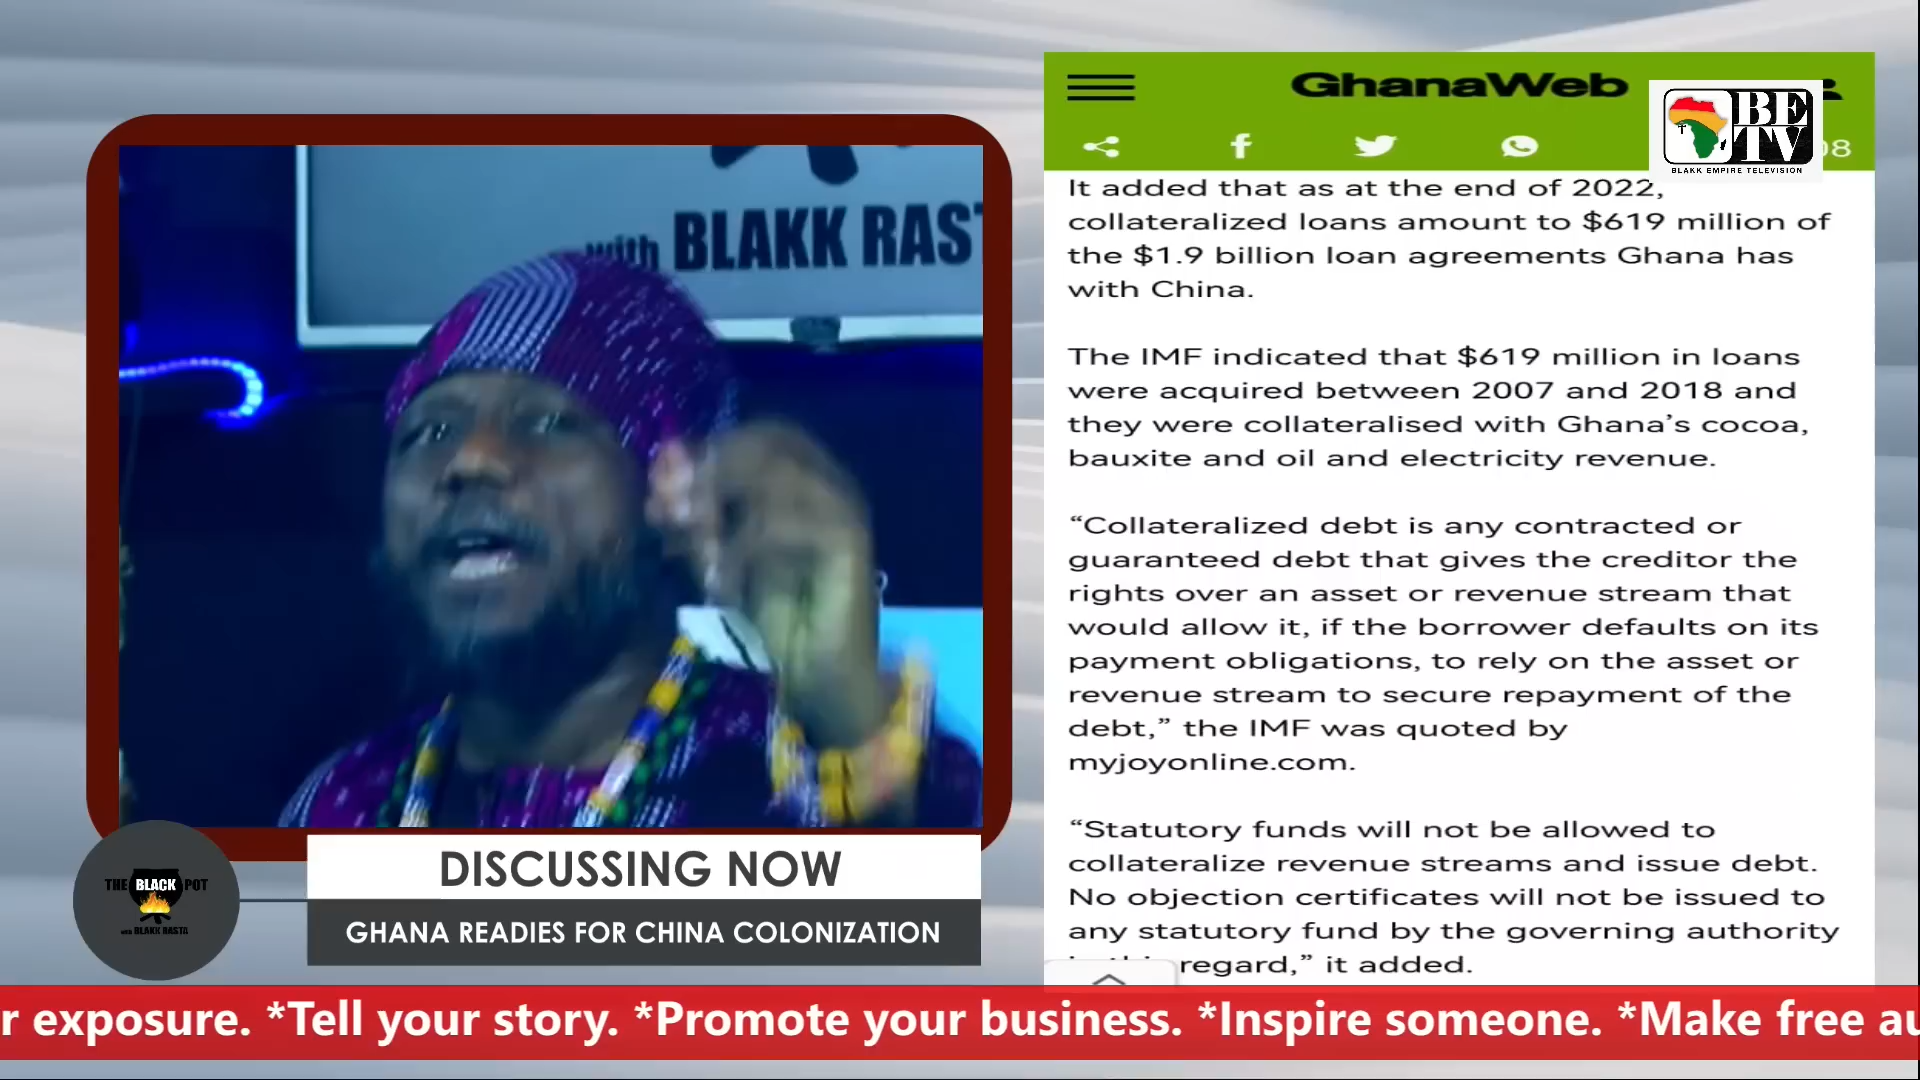 with BLAKK RAST
GhanaWeb
BE
TV
BLAKK EMPIRE TELEVISION
08
It added that as at the end of 2022,
collateralized loans amount to $619 million of
the $1.9 billion loan agreements Ghana has
with China.
The IMF indicated that $619 million in loans
were acquired between 2007 and 2018 and
they were collateralised with Ghana’s cocoa,
bauxite and oil and electricity revenue.
“Collateralized debt is any contracted or
guaranteed debt that gives the creditor the
rights over an asset or revenue stream that
would allow it, if the borrower defaults on its
payment obligations, to rely on the asset or
revenue stream to secure repayment of the
debt,” the IMF was quoted by
myjoyonline.com.
“Statutory funds will not be allowed to
collateralize revenue streams and issue debt.
No objection certificates will not be issued to
any statutory fund by the governing authority
regard,” it added.
THE BLACK POT
with BLAKK RASTA
DISCUSSING NOW
GHANA READIES FOR CHINA COLONIZATION
r exposure. *Tell your story. *Promote your business. *Inspire someone. *Make free au